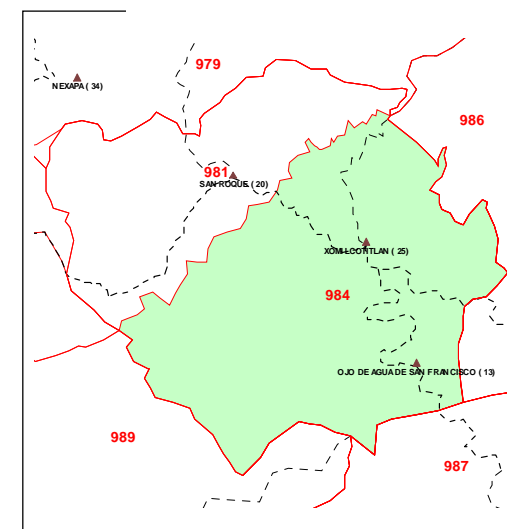 979
NEXAPA ( 34)
986
981
SAN ROQUE ( 20)
XOMILCOTITLAN ( 25)
984
OJO DE AGUA DE SAN FRANCISCO ( 13)
989
987